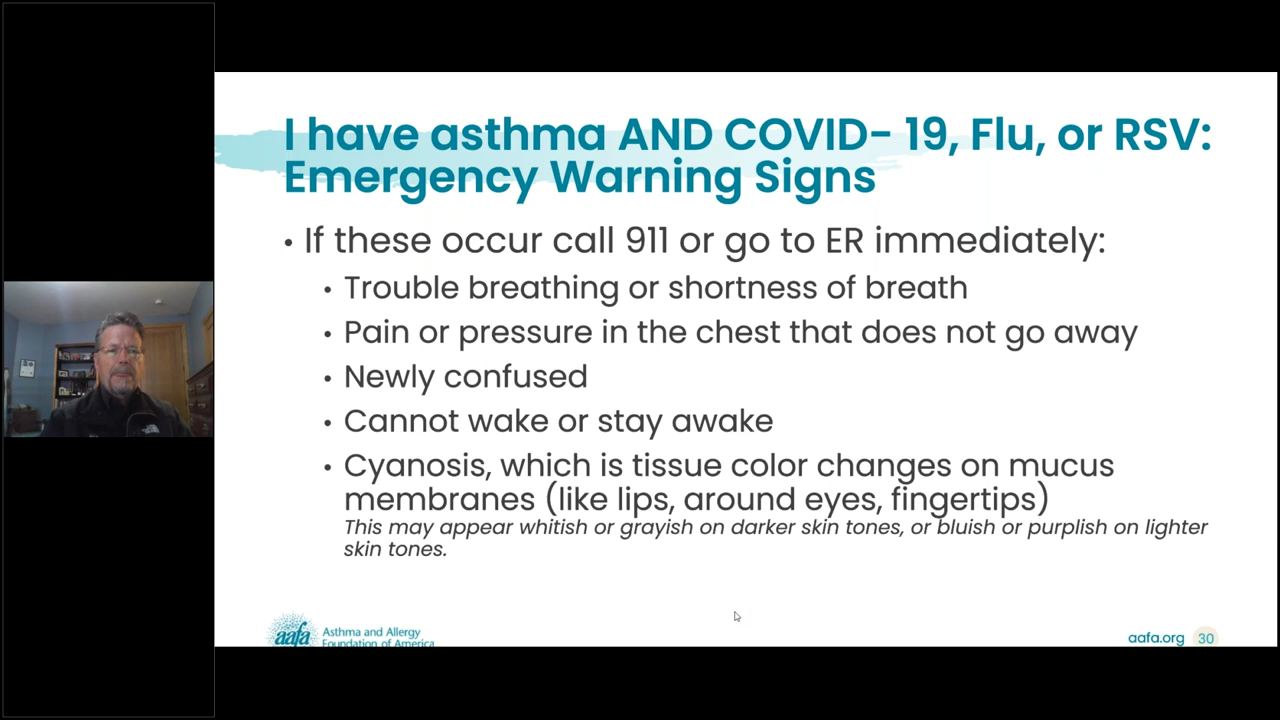 I have asthma AND COVID- 19, Flu, or RSV:
Emergency Warning Signs
• If these occur call 911 or go to ER immediately:
• Trouble breathing or shortness of breath
• Pain or pressure in the chest that does not go away
• Newly confused
• Cannot wake or stay awake
• Cyanosis, which is tissue color changes on mucus
membranes (like lips, around eyes, fingertips)
This may appear whitish or grayish on darker skin tones, or bluish or purplish on lighter
skin tones.
aafa
Asthma and Allergy
Foundation of America
aafa.org 30